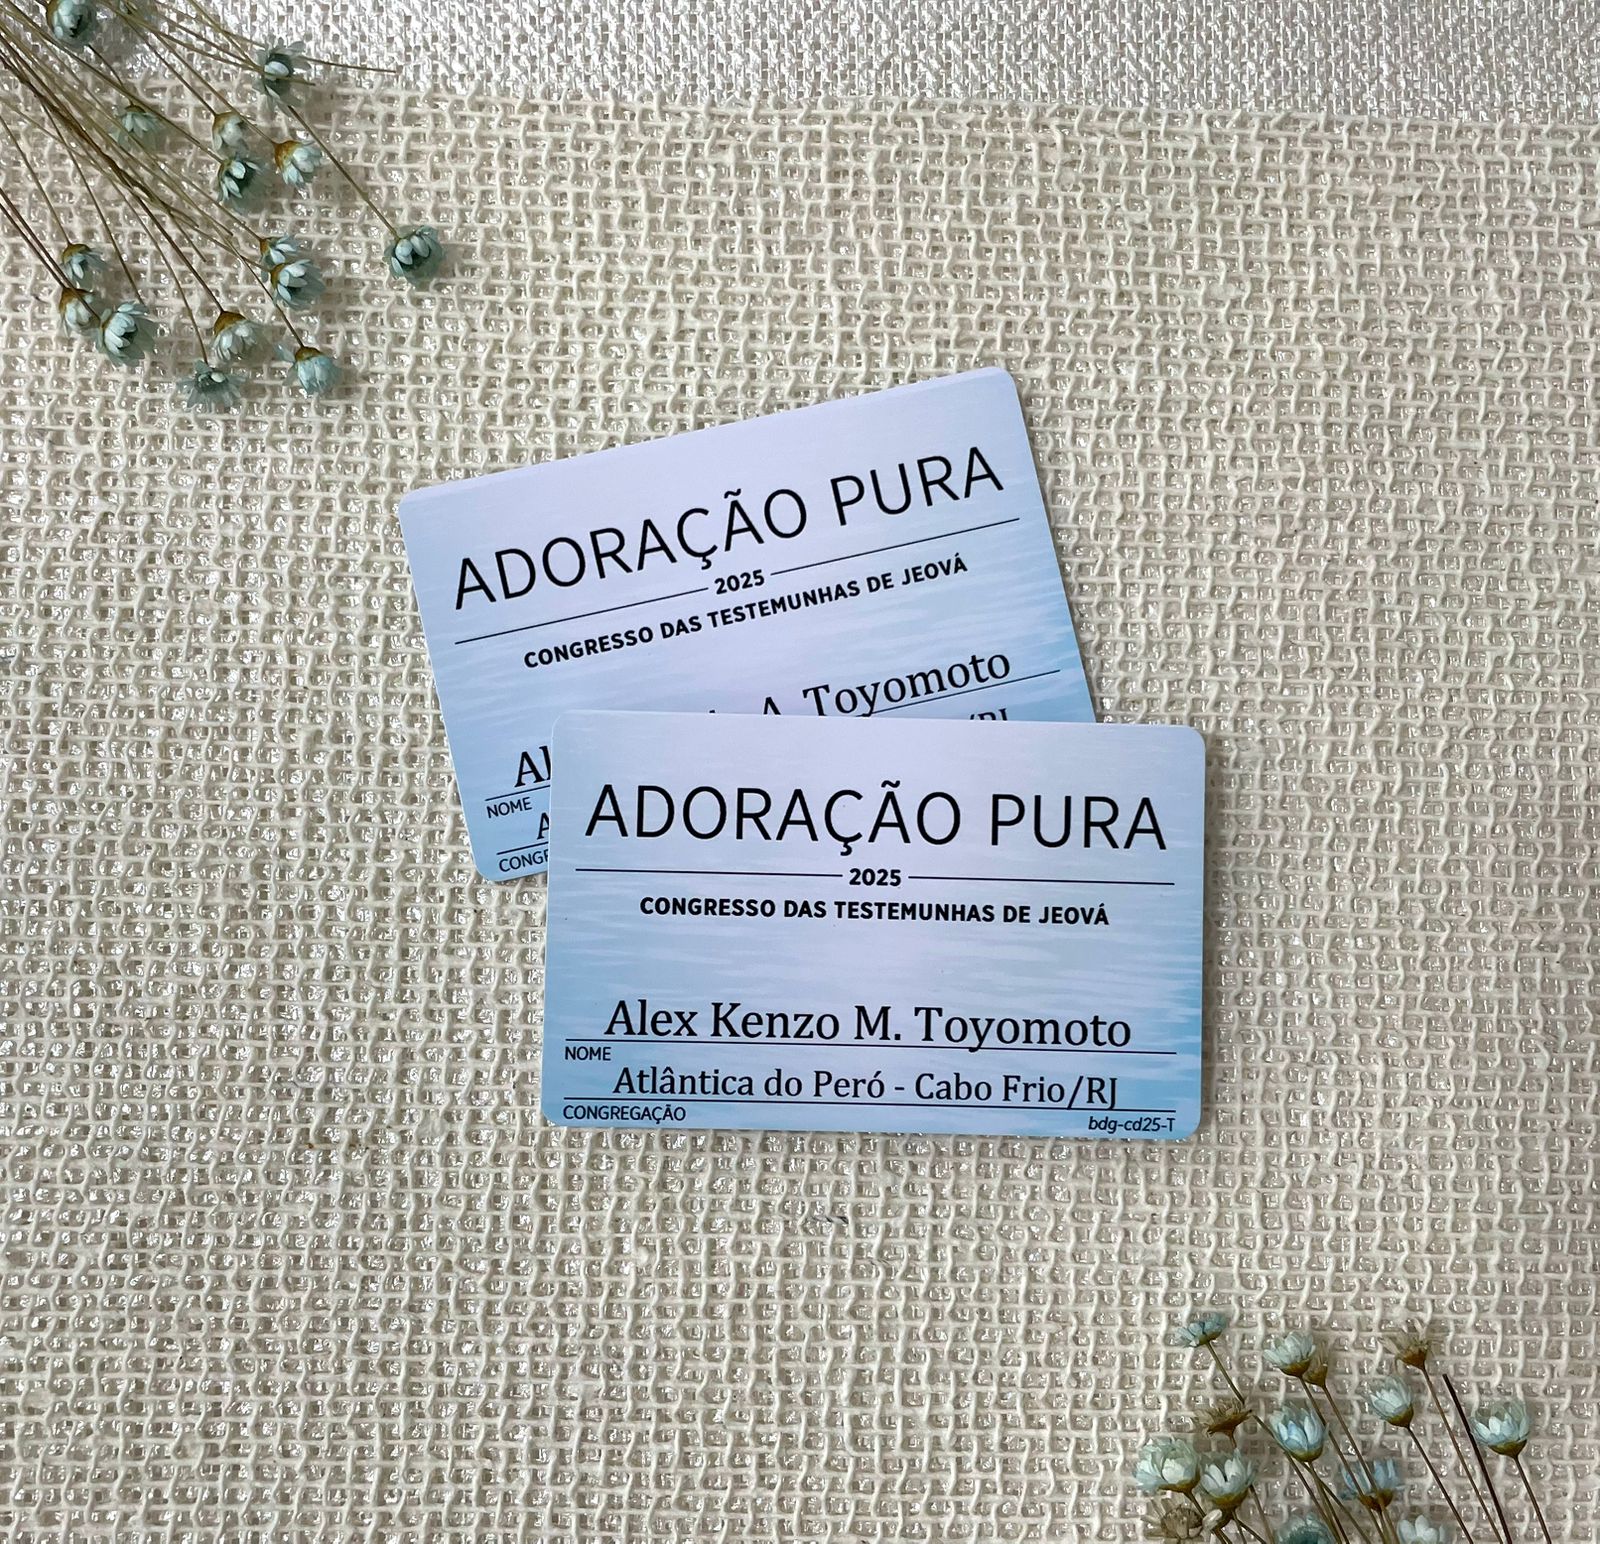 ADORAÇÃO PURA
2025
CONGRESSO DAS TESTEMUNHAS DE JEOVÁ
A. Toyomoto
NOME
ADORAÇÃO PURA
2025
CONGRESSO DAS TESTEMUNHAS DE JEOVÁ
Alex Kenzo M. Toyomoto
NOME
Atlântica do Peró - Cabo Frio/RJ
CONGREGAÇÃO
bdg-cd25-T